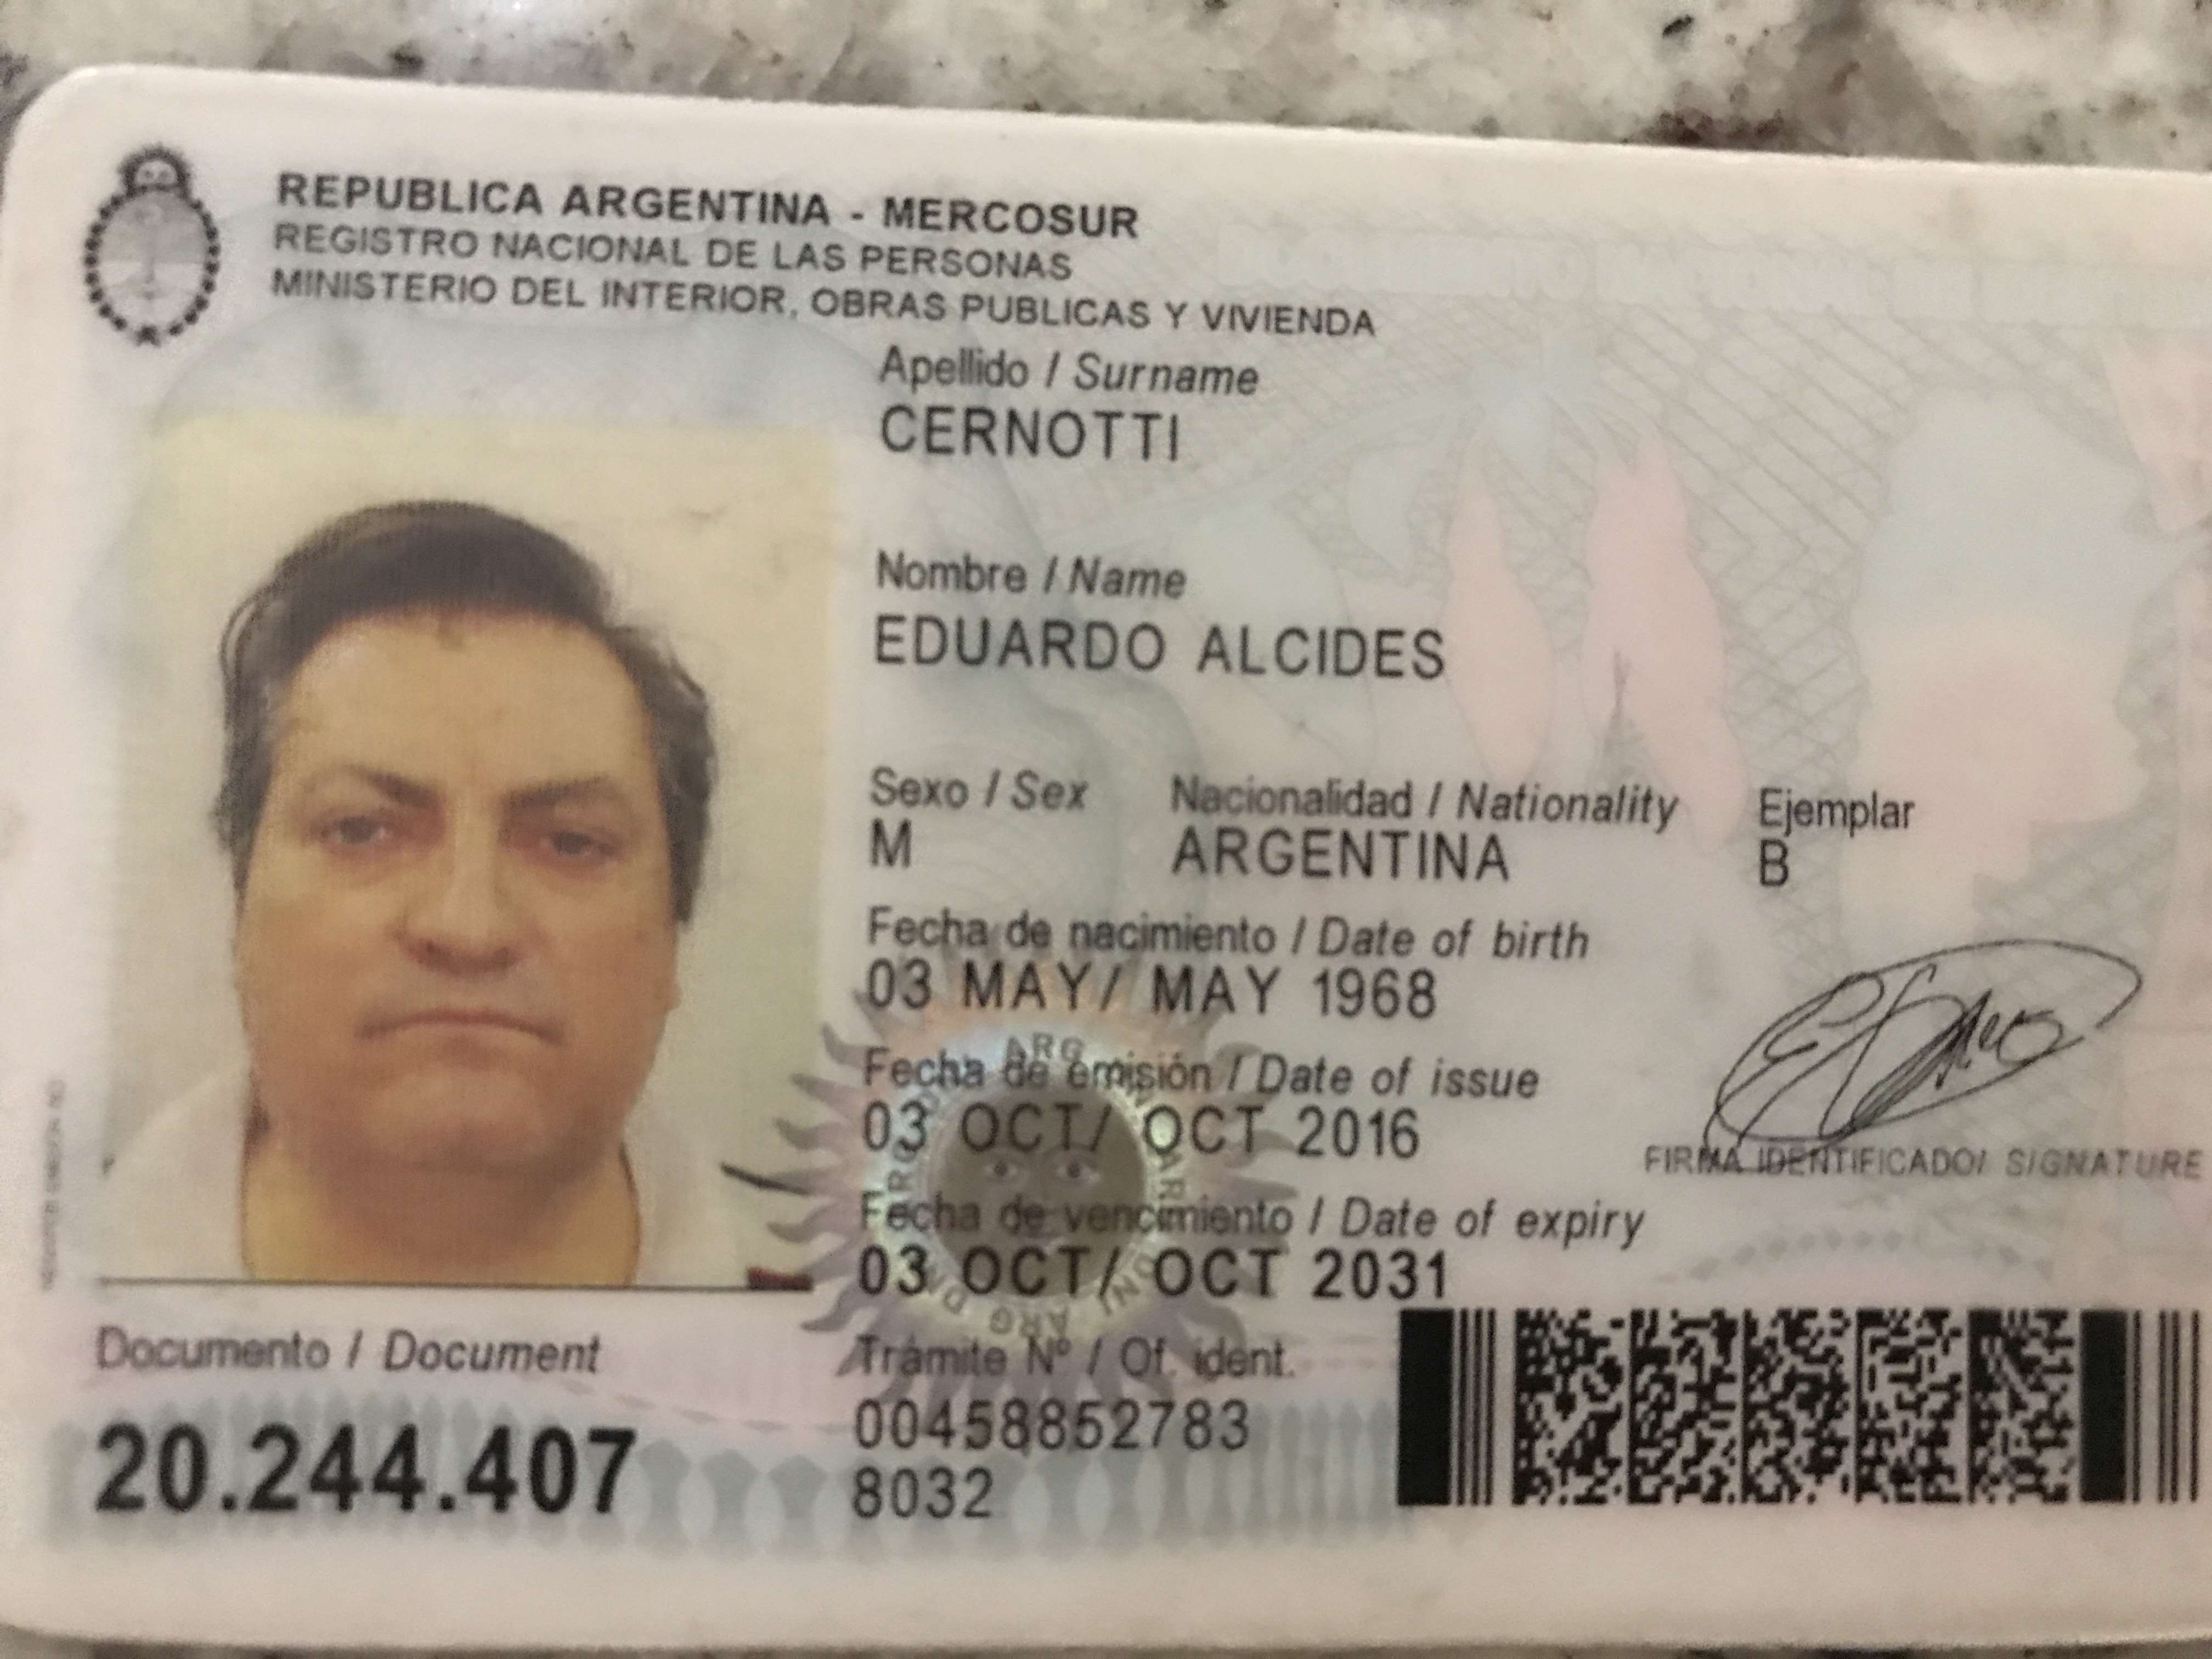 REPUBLICA ARGENTINA - MERCOSUR
REGISTRO NACIONAL DE LAS PERSONAS
MINISTERIO DEL INTERIOR, OBRAS PUBLICAS Y VIVIENDA
Apellido / Surname
CERNOTTI
Nombre / Name
EDUARDO ALCIDES
Sexo / Sex Nacionalidad / Nationality Ejemplar
M ARGENTINA B
Fecha de nacimiento / Date of birth
03 MAY/ MAY 1968
Fecha de emisión / Date of issue
03 OCT/ OCT 2016
FIRMA IDENTIFICADO/ SIGNATURE
Fecha de vencimiento / Date of expiry
03 OCT/ OCT 2031
Documento / Document
20.244.407
Trámite Nº / Of. ident.
00458852783
8032